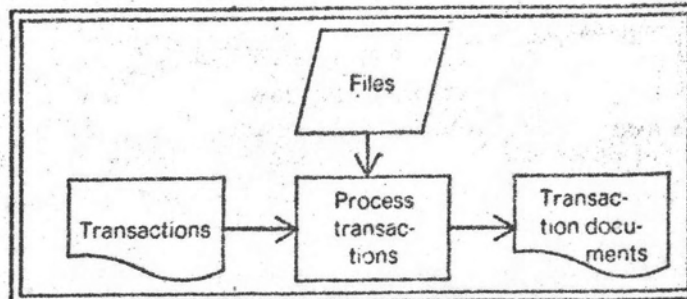 Files
Transactions
Process
transac-
tions
Transac-
tion docu-
ments